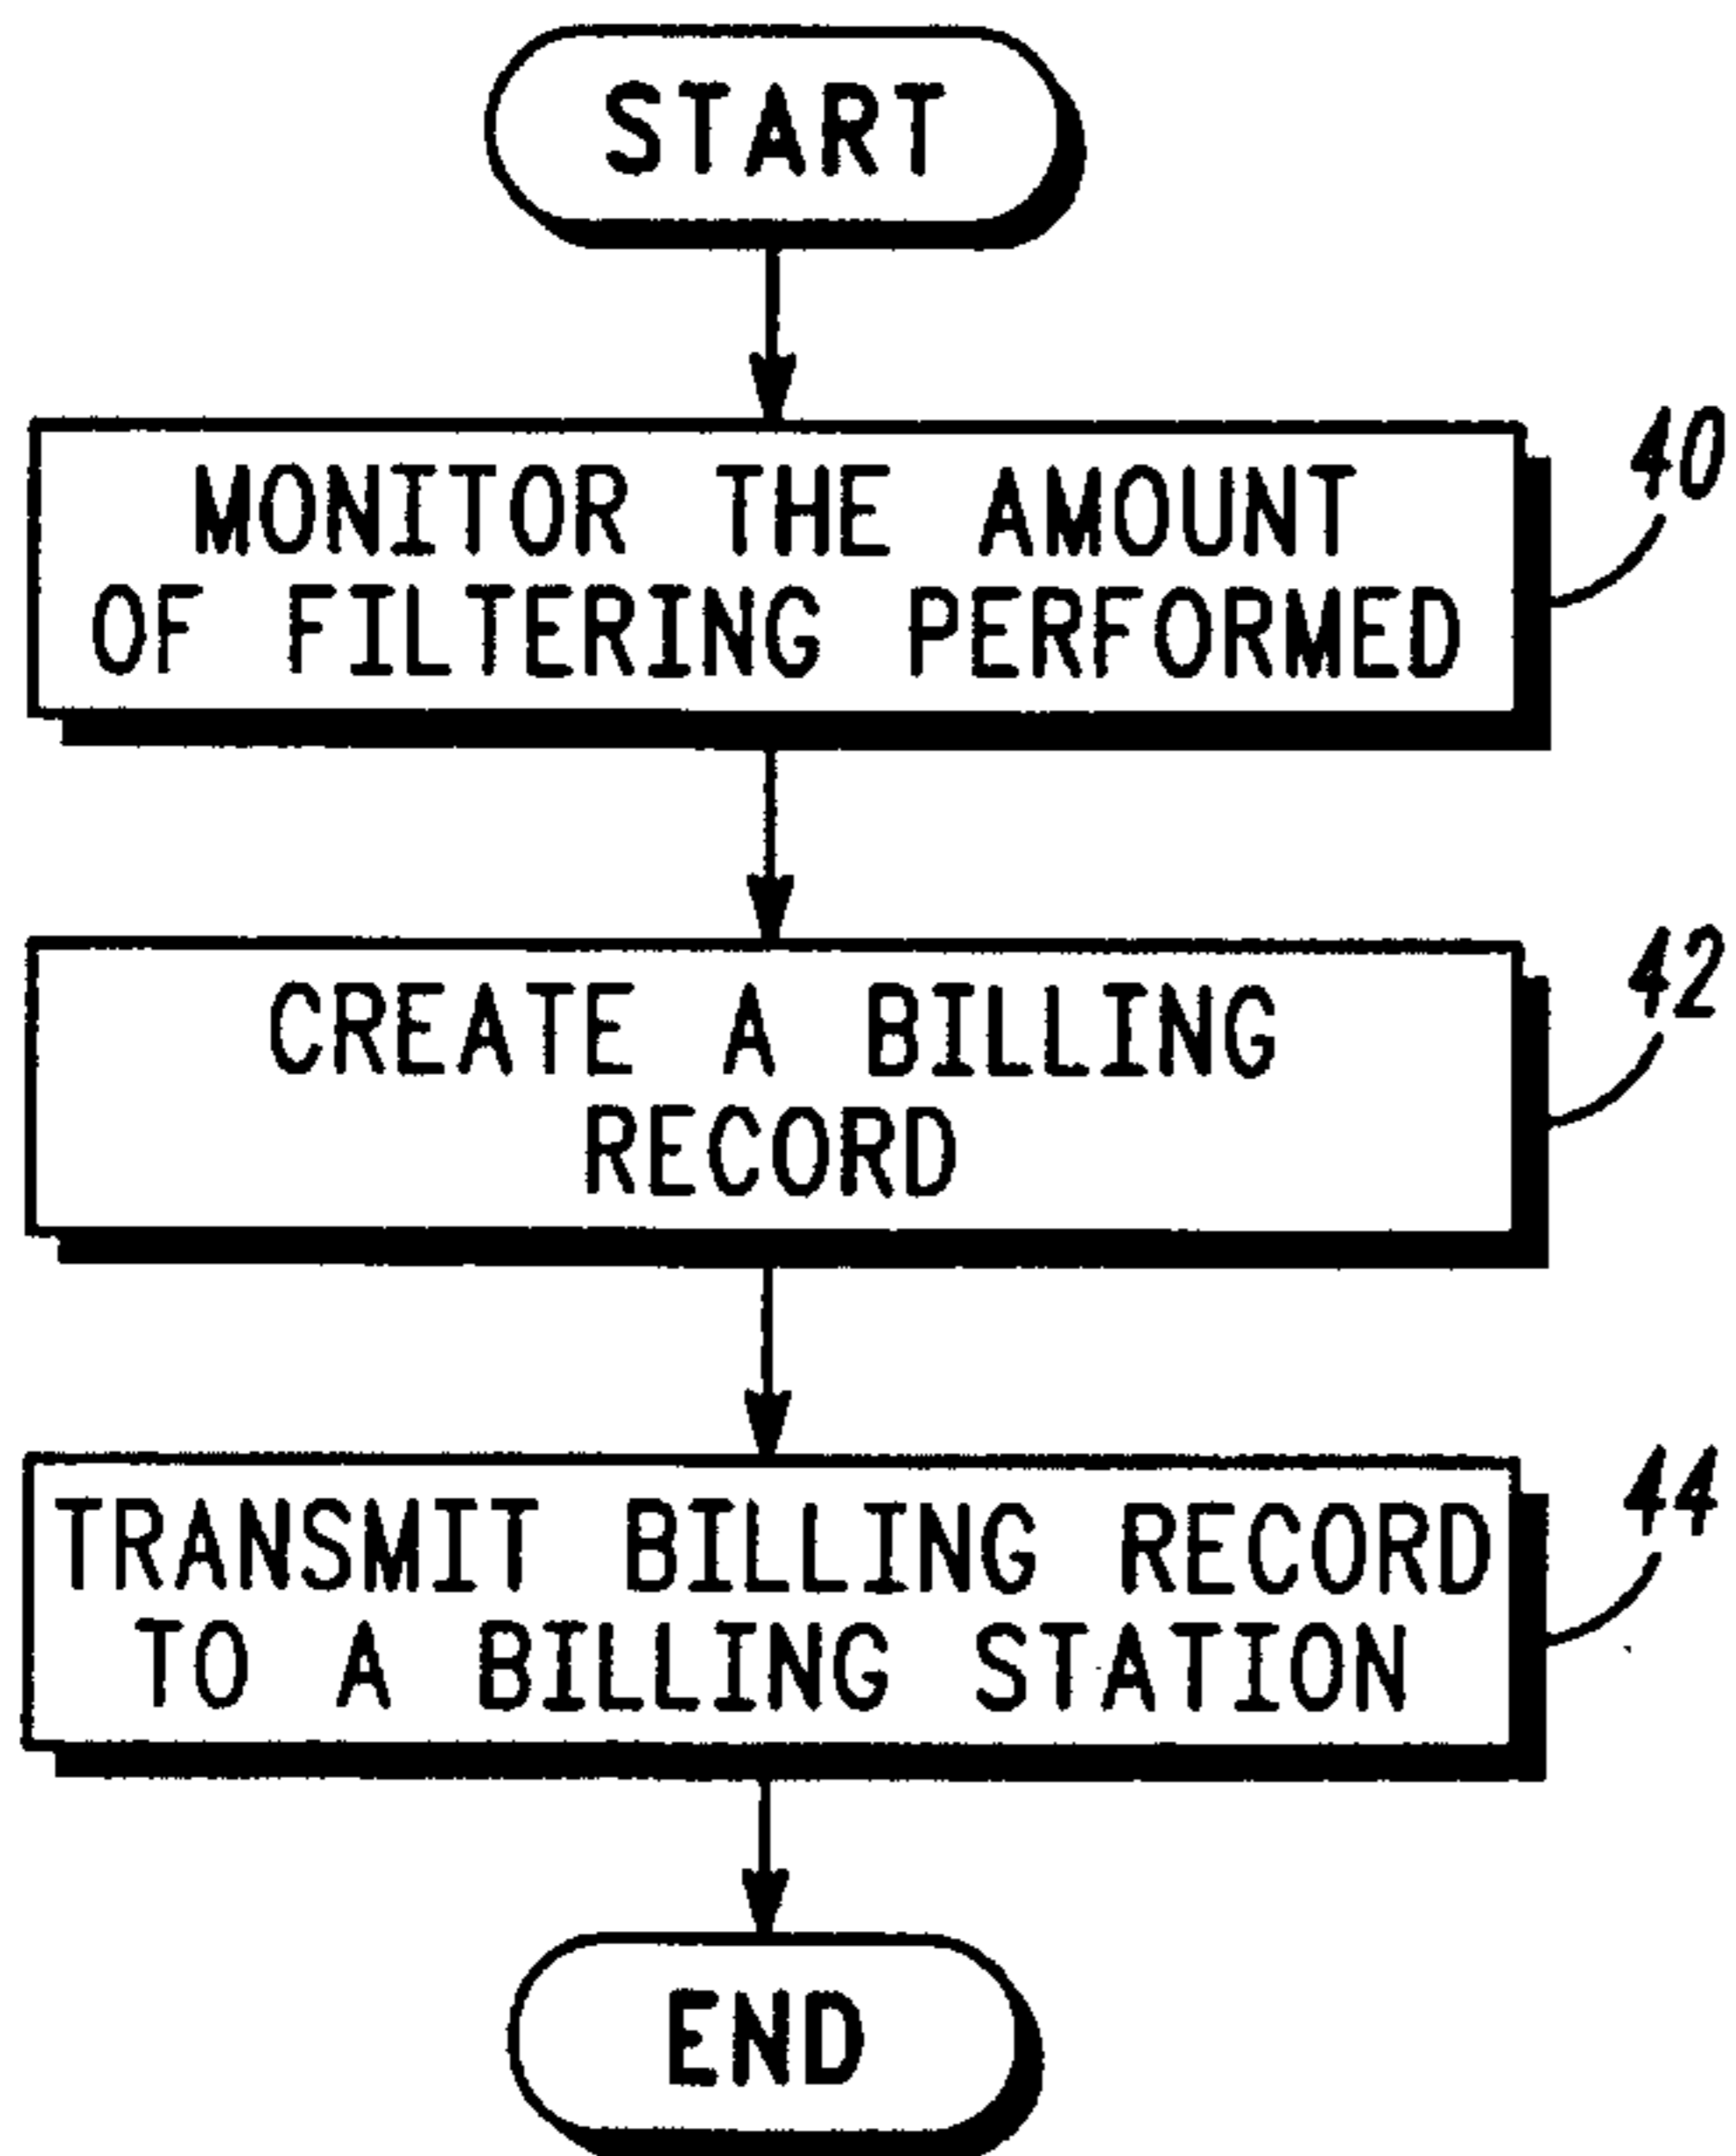 START
MONITOR THE AMOUNT
OF FILTERING PERFORMED
40
CREATE A BILLING
RECORD
42
TRANSMIT BILLING RECORD
TO A BILLING STATION
44
END